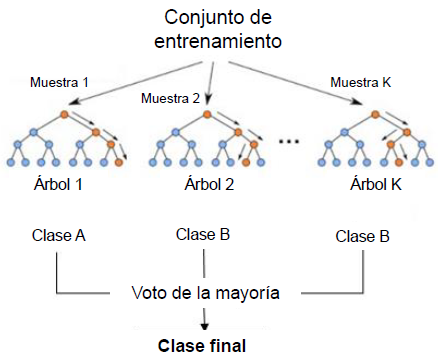 Conjunto de
entrenamiento
Muestra 1
Muestra 2
Muestra K
...
Árbol 1
Árbol 2
Árbol K
Clase A
Clase B
Clase B
Voto de la mayoría
Clase final